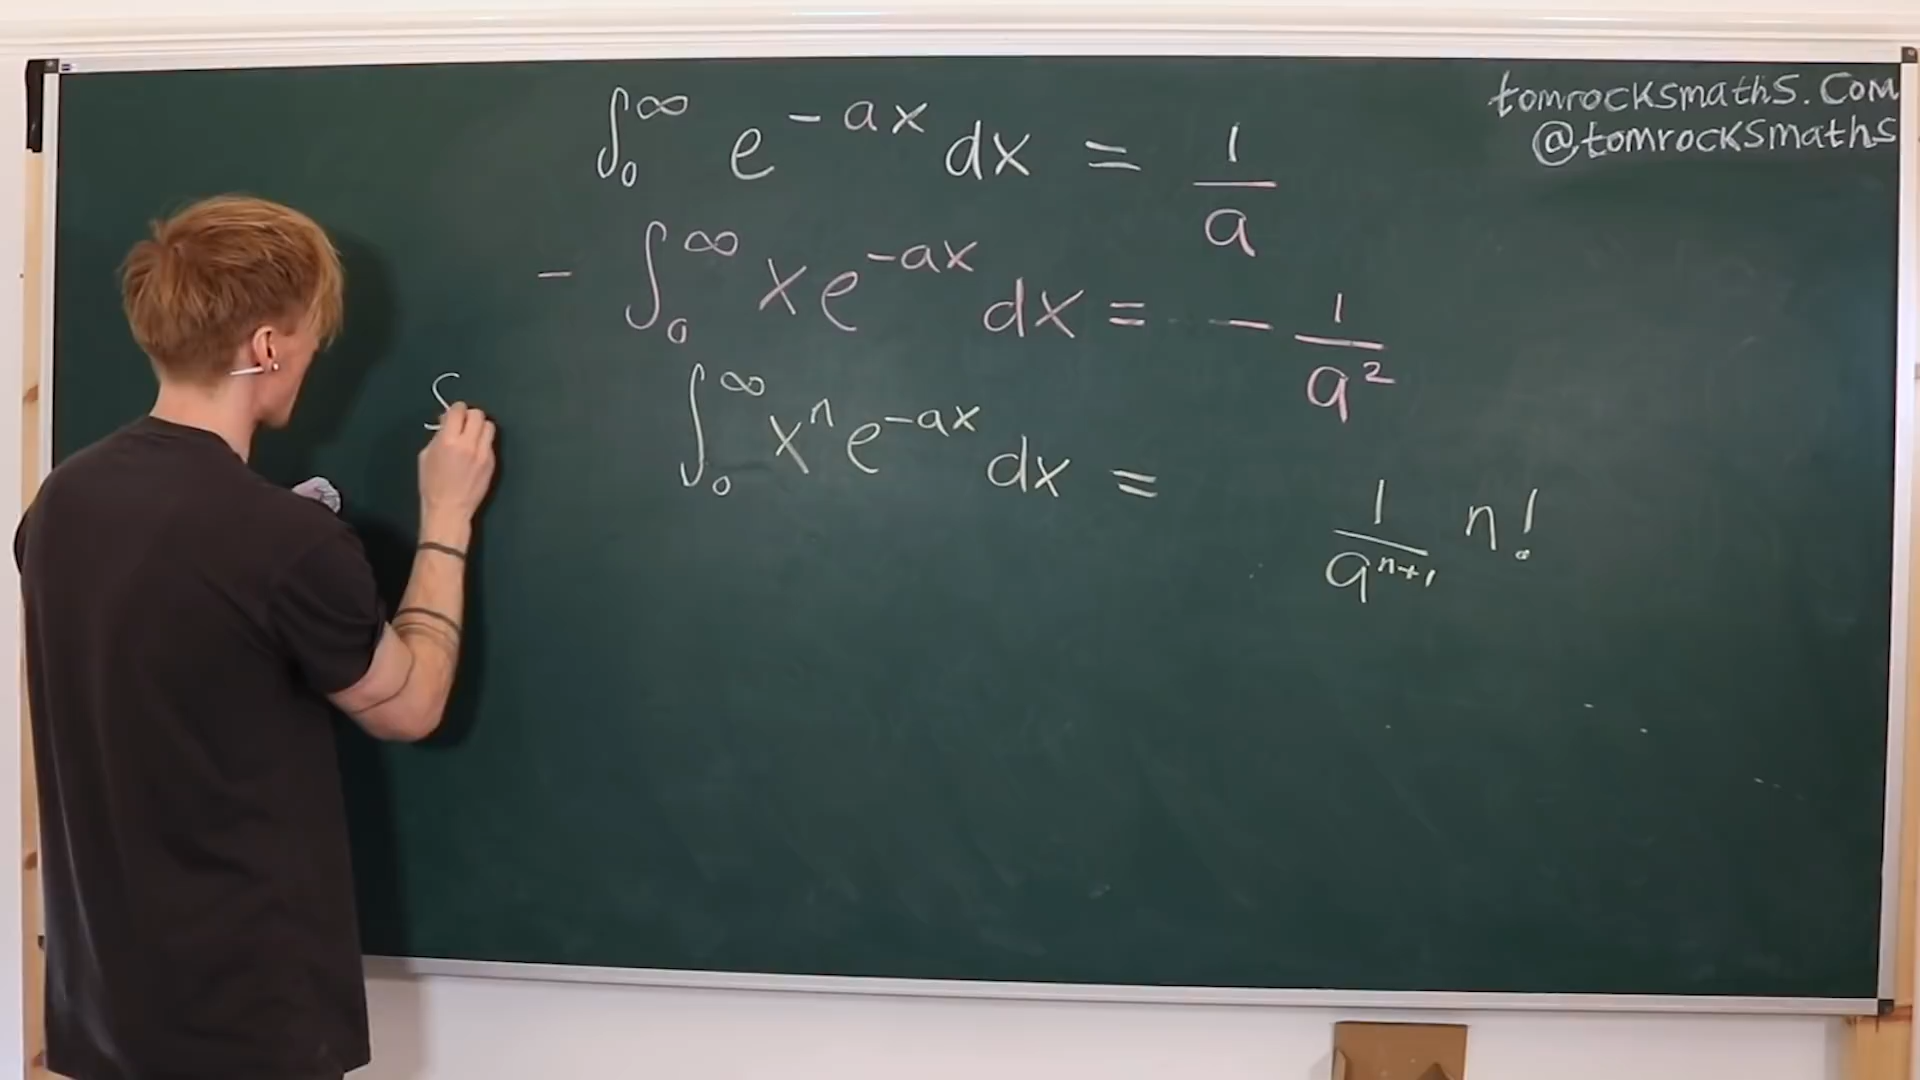 tomrocksmaths.com
@tomrocksmaths
∫₀^∞ e^{-ax} dx = 1/a
- ∫₀^∞ x e^{-ax} dx = - 1/a²
∫₀^∞ xⁿ e^{-ax} dx = 1/a^{n+1} n!